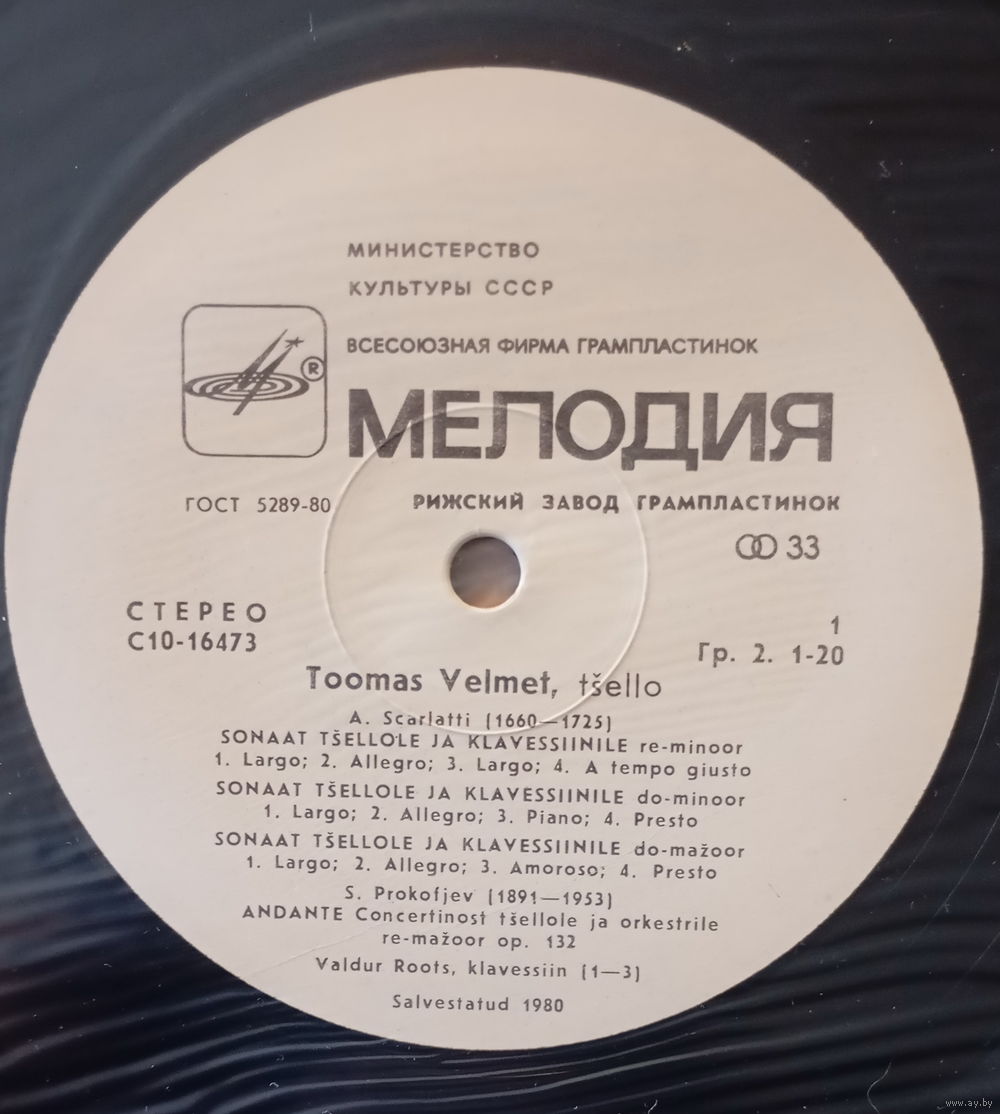 МИНИСТЕРСТВО
КУЛЬТУРЫ СССР
ВСЕСОЮЗНАЯ ФИРМА ГРАМПЛАСТИНОК
®
МЕЛОДИЯ
ГОСТ 5289-80
РИЖСКИЙ ЗАВОД ГРАМПЛАСТИНОК
33
СТЕРЕО
С10-16473
1
Гр. 2. 1-20
Toomas Velmet, tšello
A. Scarlatti (1660—1725)
SONAAT TŠELLOLE JA KLAVESSIINILE re-minoor
1. Largo; 2. Allegro; 3. Largo; 4. A tempo giusto
SONAAT TŠELLOLE JA KLAVESSIINILE do-minoor
1. Largo; 2. Allegro; 3. Piano; 4. Presto
SONAAT TŠELLOLE JA KLAVESSIINILE do-mažoor
1. Largo; 2. Allegro; 3. Amoroso; 4. Presto
S. Prokofjev (1891—1953)
ANDANTE Concertinost tšellole ja orkestrile
re-mažoor op. 132
Valdur Roots, klavessiin (1—3)
Salvestatud 1980
www.ay.by